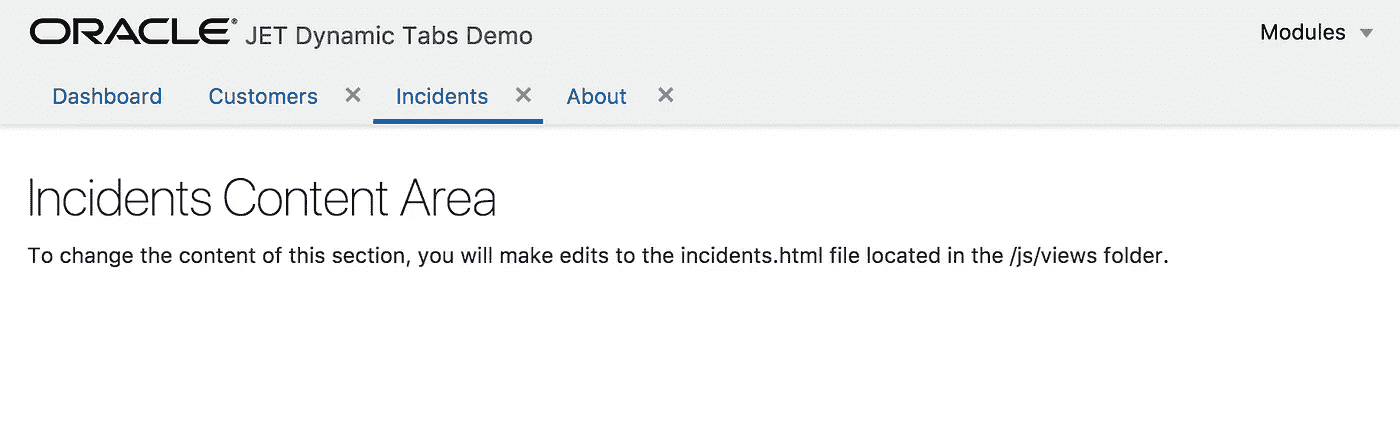 ORACLE® JET Dynamic Tabs Demo Modules
Dashboard Customers Incidents About
Incidents Content Area
To change the content of this section, you will make edits to the incidents.html file located in the /js/views folder.